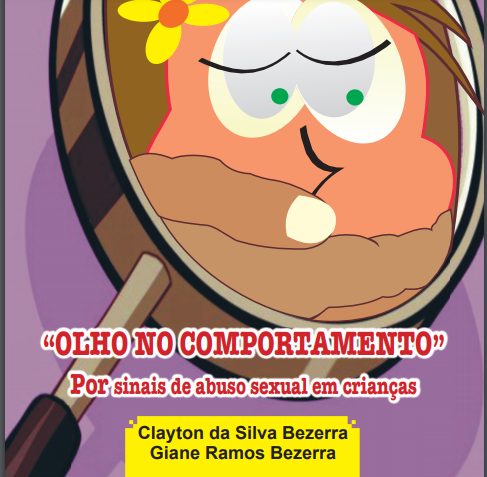 “OLHO NO COMPORTAMENTO”
Por sinais de abuso sexual em crianças
Clayton da Silva Bezerra
Giane Ramos Bezerra